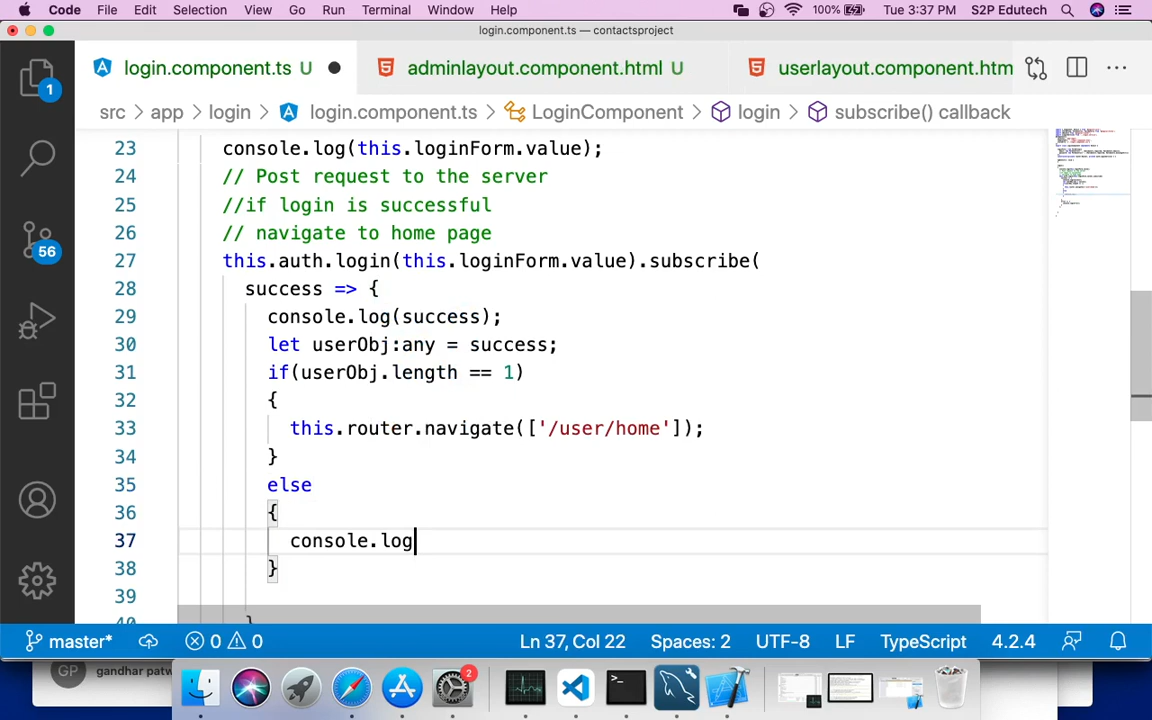 Code File Edit Selection View Go Run Terminal Window Help 100% Tue 3:37 PM S2P Edutech
login.component.ts — contactsproject
login.component.ts U adminlayout.component.html U userlayout.component.htm
src > app > login > login.component.ts > LoginComponent > login > subscribe() callback
23 console.log(this.loginForm.value);
24 // Post request to the server
25 //if login is successful
26 // navigate to home page
27 this.auth.login(this.loginForm.value).subscribe(
28 success => {
29 console.log(success);
30 let userObj:any = success;
31 if(userObj.length == 1)
32 {
33 this.router.navigate(['/user/home']);
34 }
35 else
36 {
37 console.log
38 }
39
40 }
1
56
master* 0 0 Ln 37, Col 22 Spaces: 2 UTF-8 LF TypeScript 4.2.4
GP gandhar patw
2